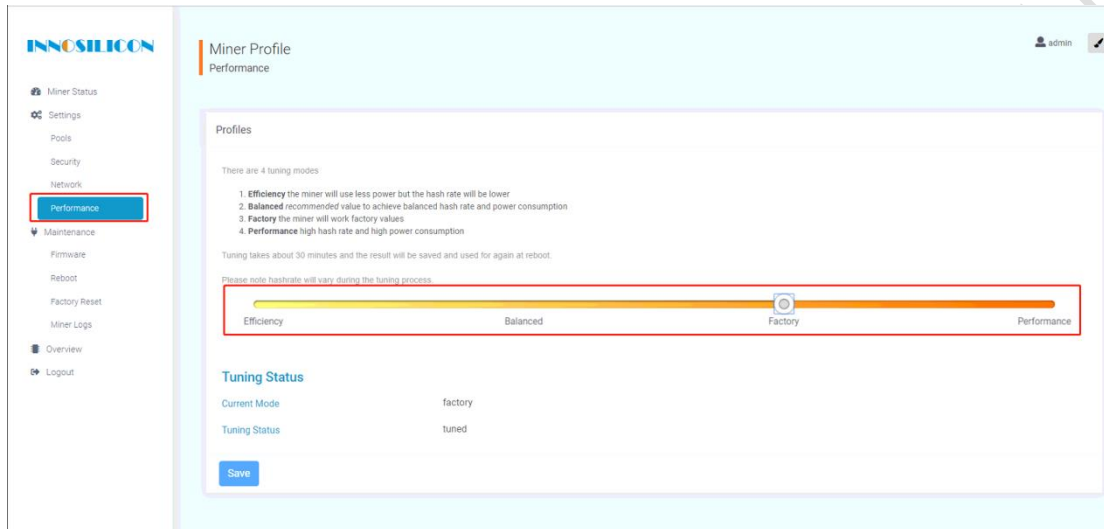 INNOSILICON
Miner Status
Settings
Pools
Security
Network
Performance
Maintenance
Firmware
Reboot
Factory Reset
Miner Logs
Overview
Logout
Miner Profile
Performance
admin
Profiles
There are 4 tuning modes
1. Efficiency the miner will use less power but the hash rate will be lower
2. Balanced recommended value to achieve balanced hash rate and power consumption
3. Factory the miner will work factory values
4. Performance high hash rate and high power consumption
Tuning takes about 30 minutes and the result will be saved and used for again at reboot.
Please note hashrate will vary during the tuning process.
Efficiency Balanced Factory Performance
Tuning Status
Current Mode factory
Tuning Status tuned
Save